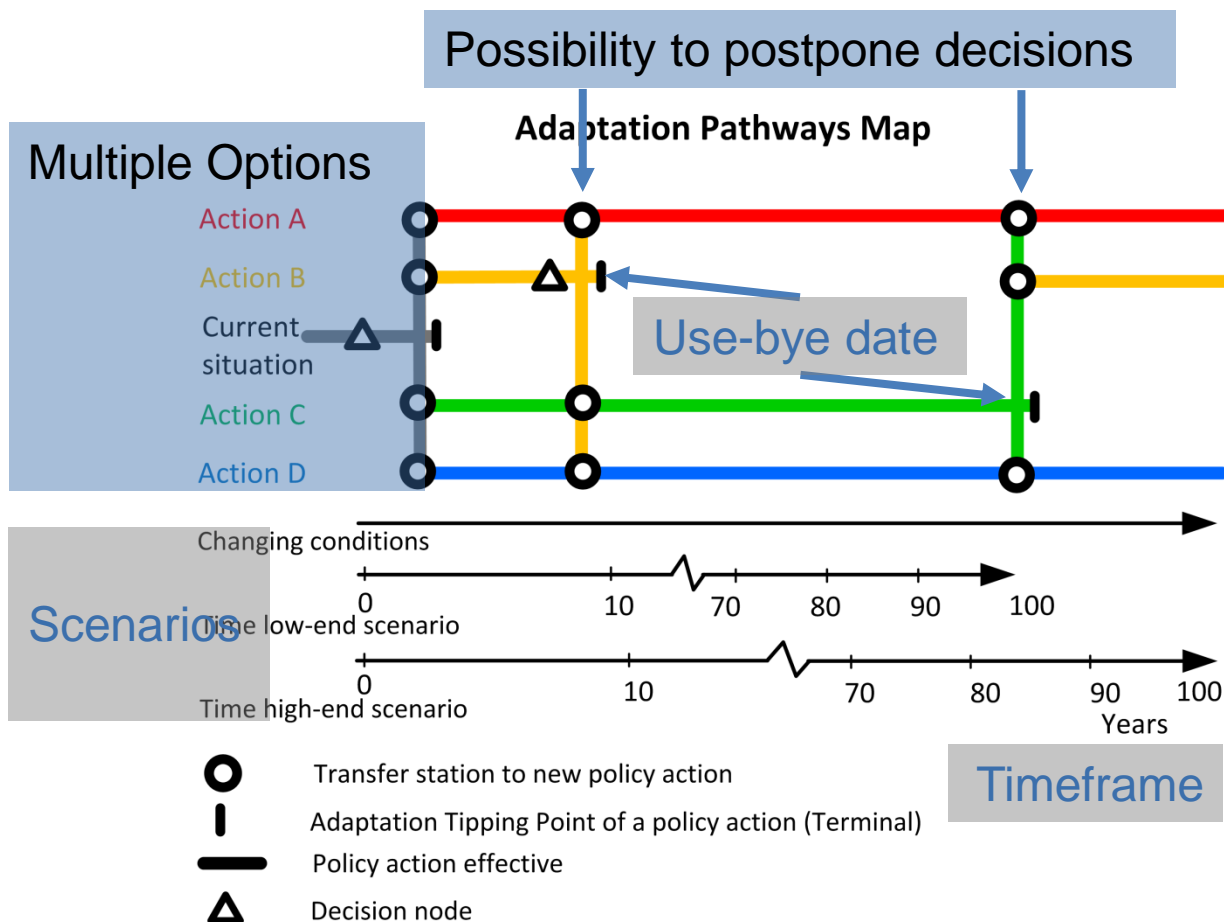 Possibility to postpone decisions
Adaptation Pathways Map
Multiple Options
Action A
Action B
Current
situation
Action C
Action D
Use-bye date
Changing conditions
0 10 70 80 90 100
Scenarios
Time low-end scenario
0 10 70 80 90 100
Time high-end scenario
Years
Timeframe
Transfer station to new policy action
Adaptation Tipping Point of a policy action (Terminal)
Policy action effective
Decision node